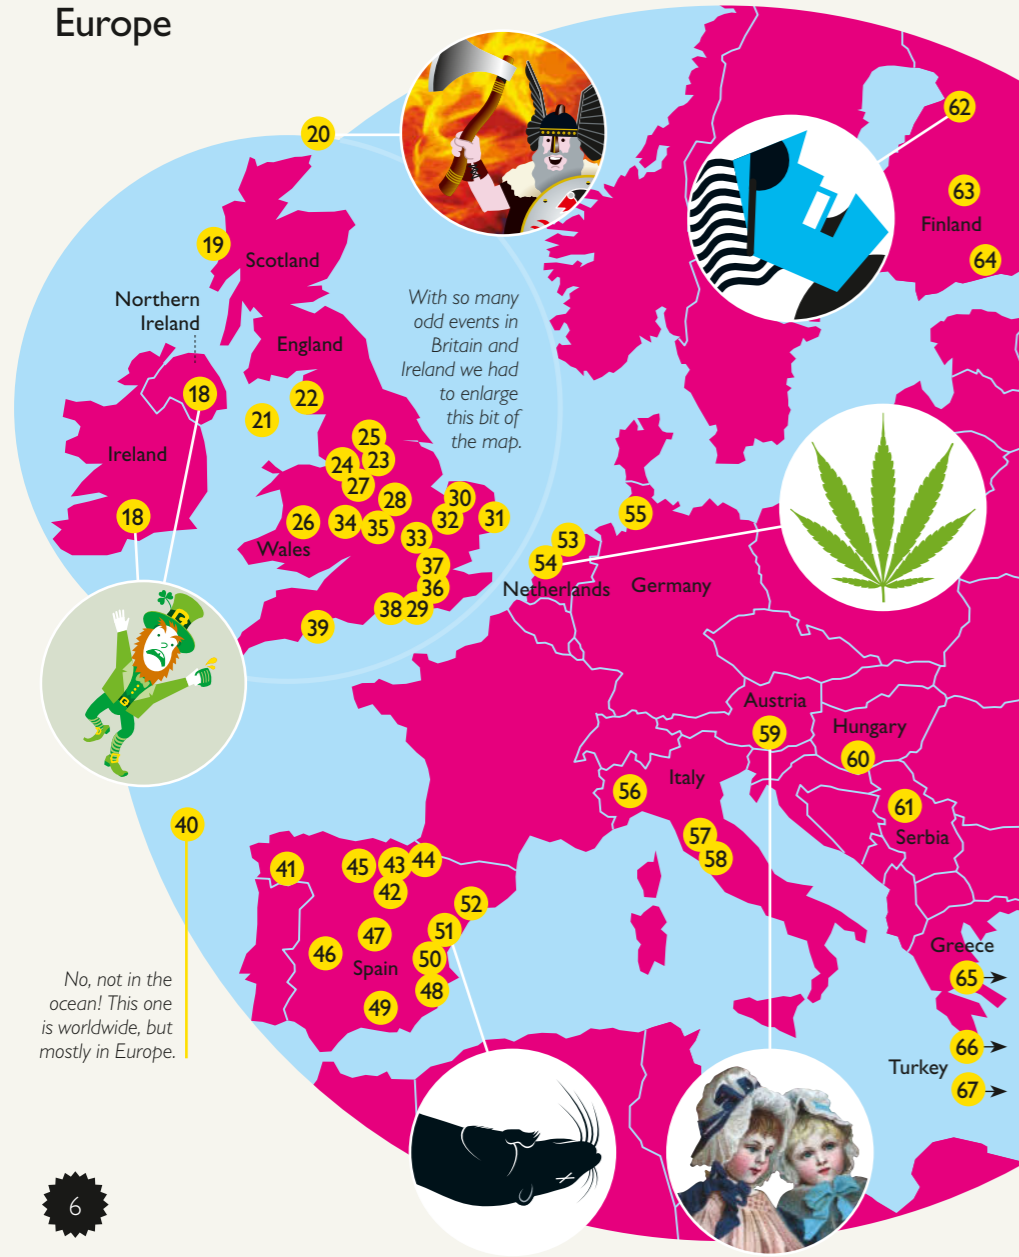 Europe
20
62
63
Finland
64
19
Scotland
Northern
Ireland
England
With so many
odd events in
Britain and
Ireland we had
to enlarge
this bit of
the map.
18
22
21
25
23
24
27
Ireland
28
30
31
32
18
26
34
35
33
Wales
37
36
38
29
39
55
53
54
Netherlands
Germany
Austria
59
Hungary
60
Italy
56
61
Serbia
57
58
40
41
45
43
44
42
52
51
47
46
50
Spain
48
49
Greece
65
66
Turkey
67
No, not in the
ocean! This one
is worldwide, but
mostly in Europe.
6